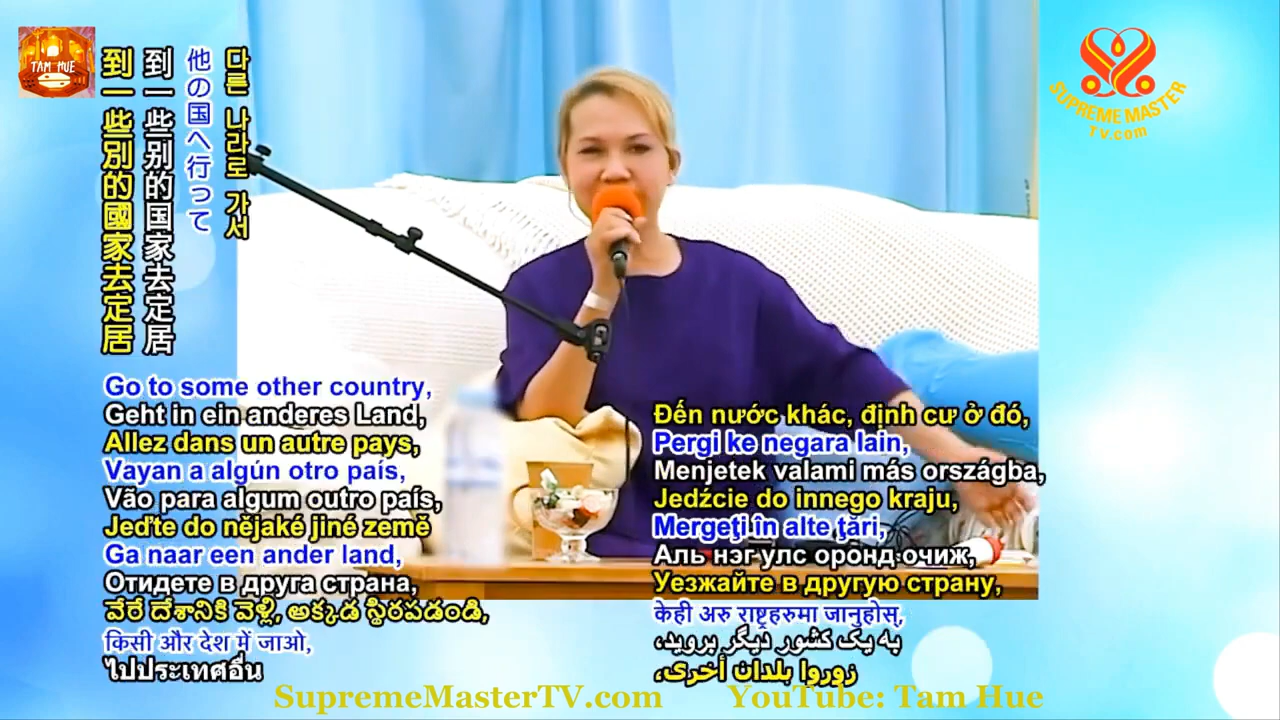 TAM HUE
到一些別的國家去定居
到一些别的国家去定居
他の国へ行って
다른 나라로 가서
SUPREME MASTER
TV.com
Go to some other country,
Geht in ein anderes Land,
Allez dans un autre pays,
Vayan a algún otro país,
Vão para algum outro país,
Jeďte do nějaké jiné země
Ga naar een ander land,
Отидете в друга страна,
వేరే దేశానికి వెళ్లి, అక్కడ స్థిరపడండి,
किसी और देश में जाओ,
ไปประเทศอื่น
Đến nước khác, định cư ở đó,
Pergi ke negara lain,
Menjetek valami más országba,
Jedźcie do innego kraju,
Mergeţi în alte ţări,
Аль нэг улс оронд очиж,
Уезжайте в другую страну,
केही अरु राष्ट्रहरुमा जानुहोस्,
به یک کشور دیگر بروید،
زوروا بلدان أخرى،
SupremeMasterTV.com
YouTube: Tam Hue